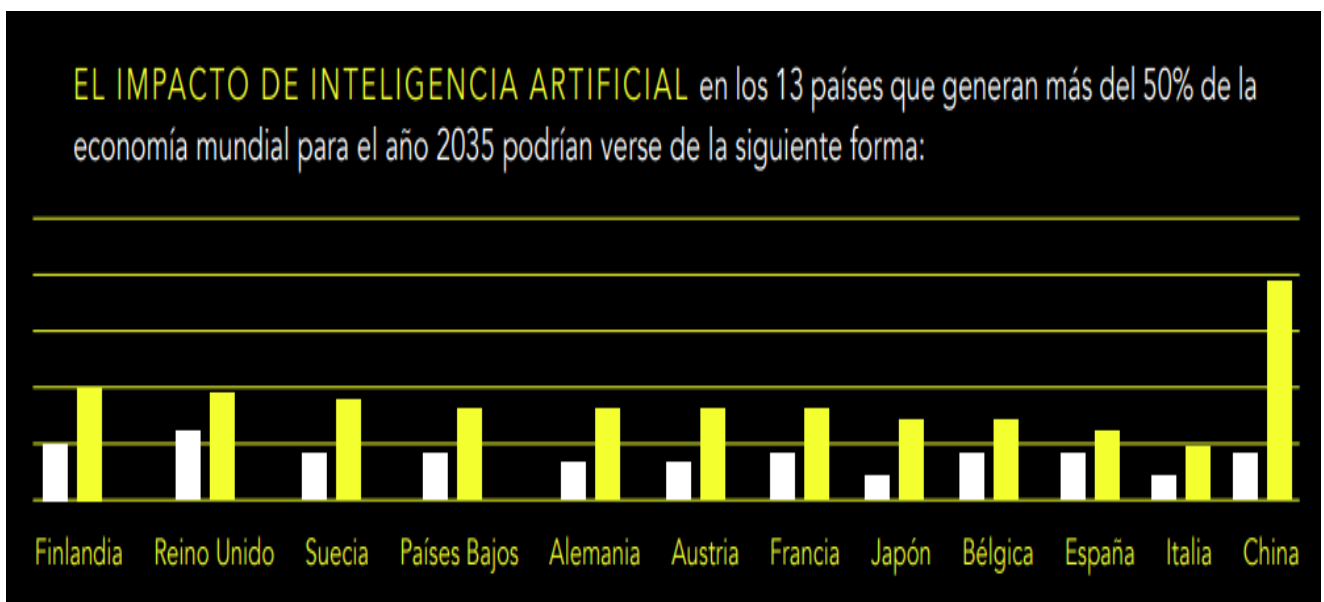 EL IMPACTO DE INTELIGENCIA ARTIFICIAL en los 13 países que generan más del 50% de la
economía mundial para el año 2035 podrían verse de la siguiente forma:
Finlandia Reino Unido Suecia Países Bajos Alemania Austria Francia Japón Bélgica España Italia China